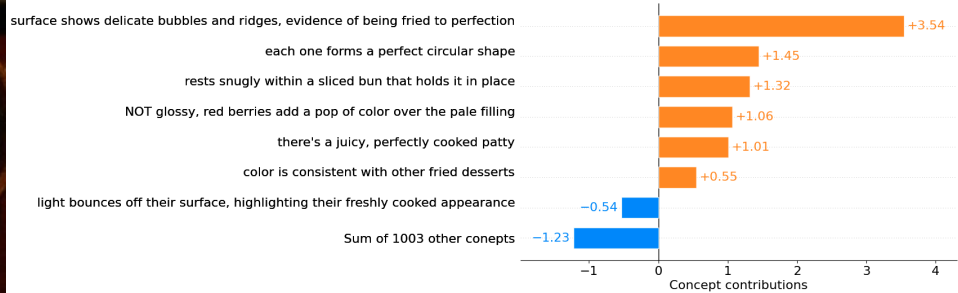 surface shows delicate bubbles and ridges, evidence of being fried to perfection +3.54
each one forms a perfect circular shape +1.45
rests snugly within a sliced bun that holds it in place +1.32
NOT glossy, red berries add a pop of color over the pale filling +1.06
there's a juicy, perfectly cooked patty +1.01
color is consistent with other fried desserts +0.55
light bounces off their surface, highlighting their freshly cooked appearance −0.54
Sum of 1003 other conepts −1.23
−1 0 1 2 3 4
Concept contributions